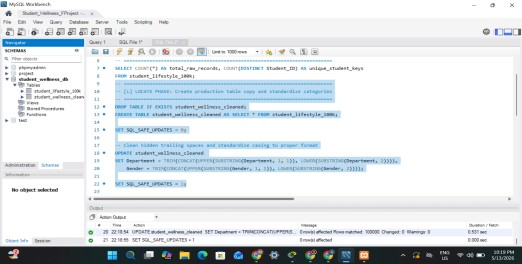 MySQL Workbench
Student_Wellness_FProject -
File Edit View Query Database Server Tools Scripting Help
Navigator
SCHEMAS
Filter objects
phpmyadmin
project
student_wellness_db
Tables
student_lifestyle_100k
student_wellness_clean
Views
Stored Procedures
Functions
test
Administration Schemas
Information
No object selected
Object Info Session
Query 1 SQL File 1*
Limit to 1000 rows
SELECT COUNT(*) AS total_raw_records, COUNT(DISTINCT Student_ID) AS unique_student_keys
FROM student_lifestyle_100k;
-- [L] LOCATE PHASE: Create production table copy and standardize categories
DROP TABLE IF EXISTS student_wellness_cleaned;
CREATE TABLE student_wellness_cleaned AS SELECT * FROM student_lifestyle_100k;
SET SQL_SAFE_UPDATES = 0;
-- Clean hidden trailing spaces and standardize casing to proper format
UPDATE student_wellness_cleaned
SET Department = TRIM(CONCAT(UPPER(SUBSTRING(Department, 1, 1)), LOWER(SUBSTRING(Department, 2)))),
Gender = TRIM(CONCAT(UPPER(SUBSTRING(Gender, 1, 1)), LOWER(SUBSTRING(Gender, 2))));
SET SQL_SAFE_UPDATES = 1;
Output
Action Output
# Time Action Message Duration / Fetch
20 22:18:54 UPDATE student_wellness_cleaned SET Department = TRIM(CONCAT(UPPER(S... 0 row(s) affected Rows matched: 100000 Changed: 0 Warnings: 0 0.531 sec
21 22:18:55 SET SQL_SAFE_UPDATES = 1 0 row(s) affected 0.000 sec
ENG
US
10:19 PM
5/13/2026